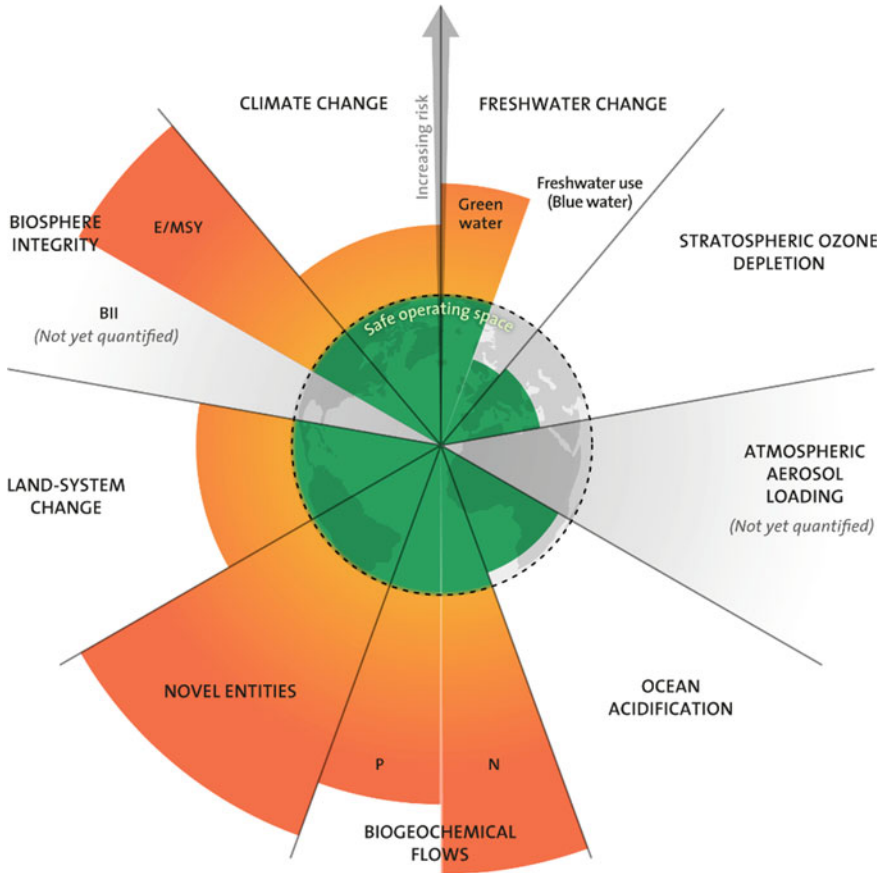 CLIMATE CHANGE
Increasing risk
FRESHWATER CHANGE
Green
water
Freshwater use
(Blue water)
BIOSPHERE
INTEGRITY
E/MSY
STRATOSPHERIC OZONE
DEPLETION
BII
(Not yet quantified)
Safe operating space
LAND-SYSTEM
CHANGE
ATMOSPHERIC
AEROSOL
LOADING
(Not yet quantified)
NOVEL ENTITIES
OCEAN
ACIDIFICATION
P
N
BIOGEOCHEMICAL
FLOWS